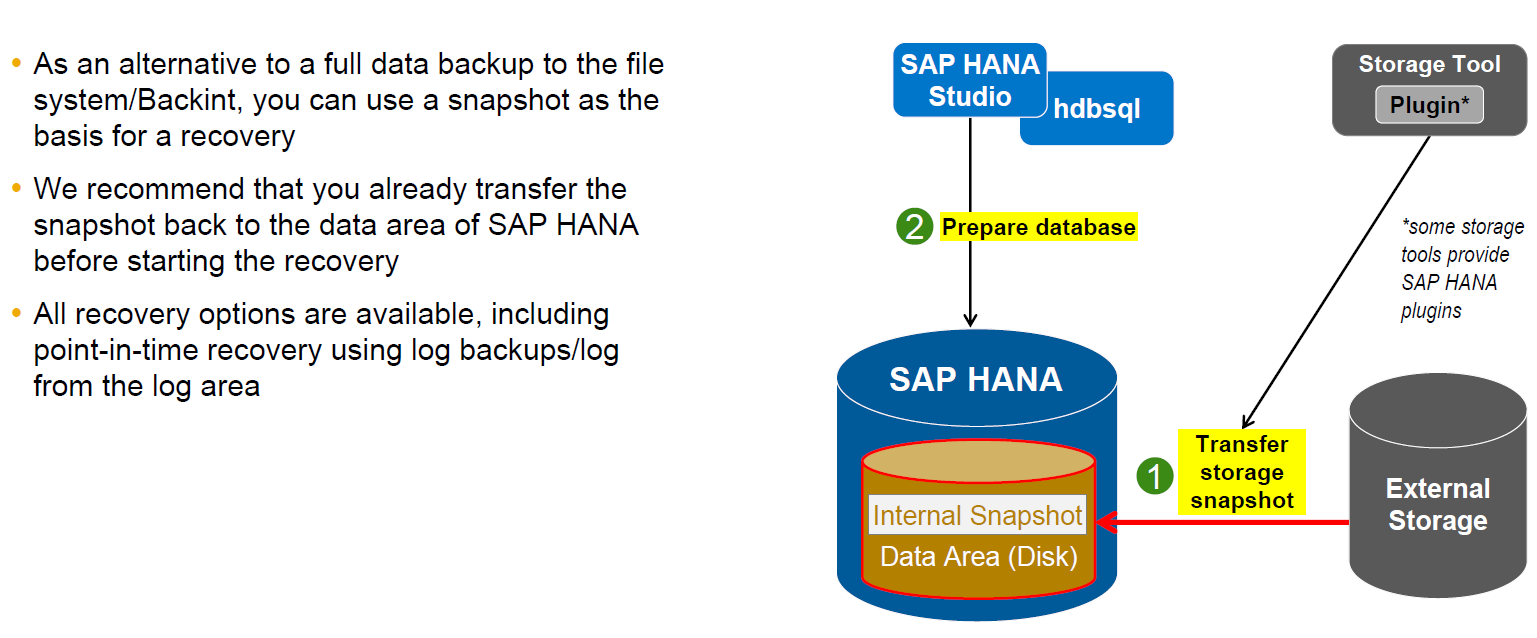 • As an alternative to a full data backup to the file
system/Backint, you can use a snapshot as the
basis for a recovery
• We recommend that you already transfer the
snapshot back to the data area of SAP HANA
before starting the recovery
• All recovery options are available, including
point-in-time recovery using log backups/log
from the log area
SAP HANA
Studio
hdbsql
Storage Tool
Plugin*
2 Prepare database
*some storage
tools provide
SAP HANA
plugins
SAP HANA
1
Transfer
storage
snapshot
Internal Snapshot
Data Area (Disk)
External
Storage